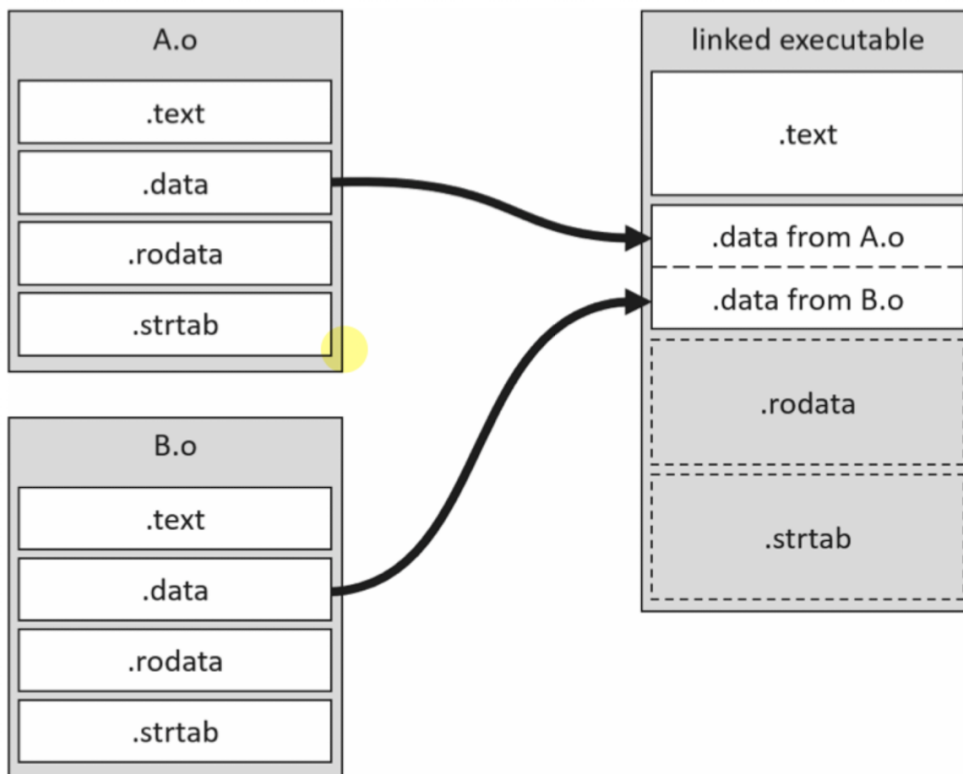 A.o
.text
.data
.rodata
.strtab
B.o
.text
.data
.rodata
.strtab
linked executable
.text
.data from A.o
.data from B.o
.rodata
.strtab